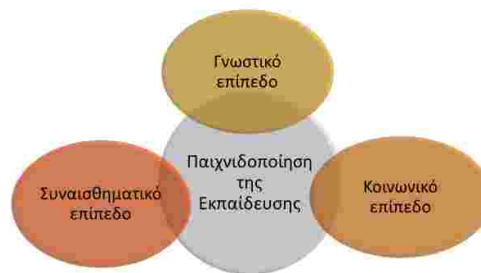 Γνωστικό
επίπεδο
Παιχνιδοποίηση
της
Εκπαίδευσης
Συναισθηματικό
επίπεδο
Κοινωνικό
επίπεδο